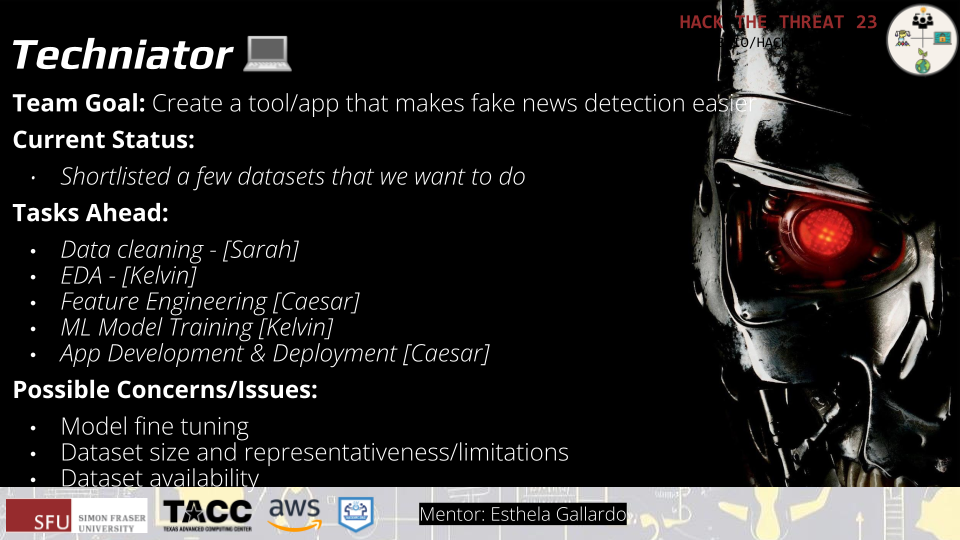 HACK THE THREAT 23
Techniator
Team Goal: Create a tool/app that makes fake news detection easier
Current Status:
• Shortlisted a few datasets that we want to do
Tasks Ahead:
• Data cleaning - [Sarah]
• EDA - [Kelvin]
• Feature Engineering [Caesar]
• ML Model Training [Kelvin]
• App Development & Deployment [Caesar]
Possible Concerns/Issues:
• Model fine tuning
• Dataset size and representativeness/limitations
• Dataset availability
SFU SIMON FRASER
UNIVERSITY
TACC
TEXAS ADVANCED COMPUTING CENTER
aws
Mentor: Esthela Gallardo